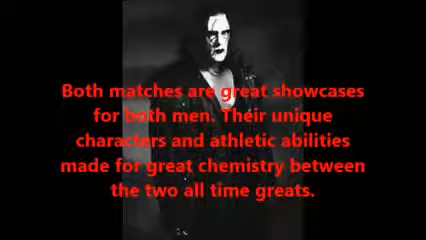 Both matches are great showcases
for both men. Their unique
characters and athletic abilities
made for great chemistry between
the two all time greats.